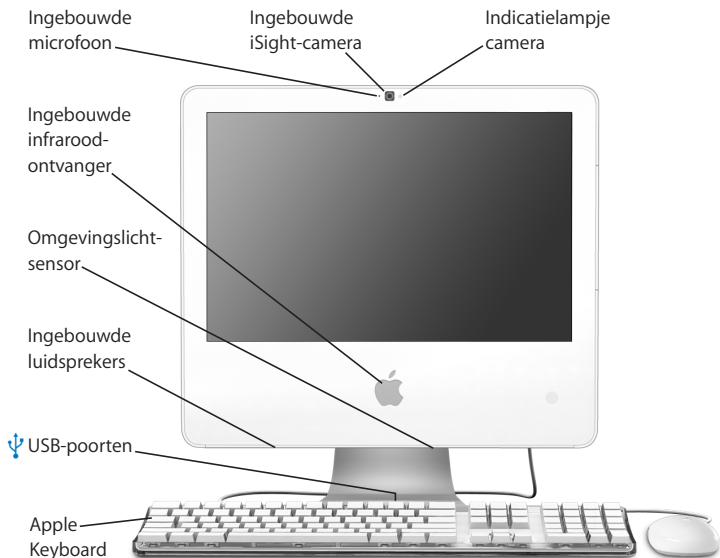 Ingebouwde
microfoon
Ingebouwde
iSight-camera
Indicatielampje
camera
Ingebouwde
infrarood-
ontvanger
Omgevingslicht-
sensor
Ingebouwde
luidsprekers
USB-poorten
Apple
Keyboard